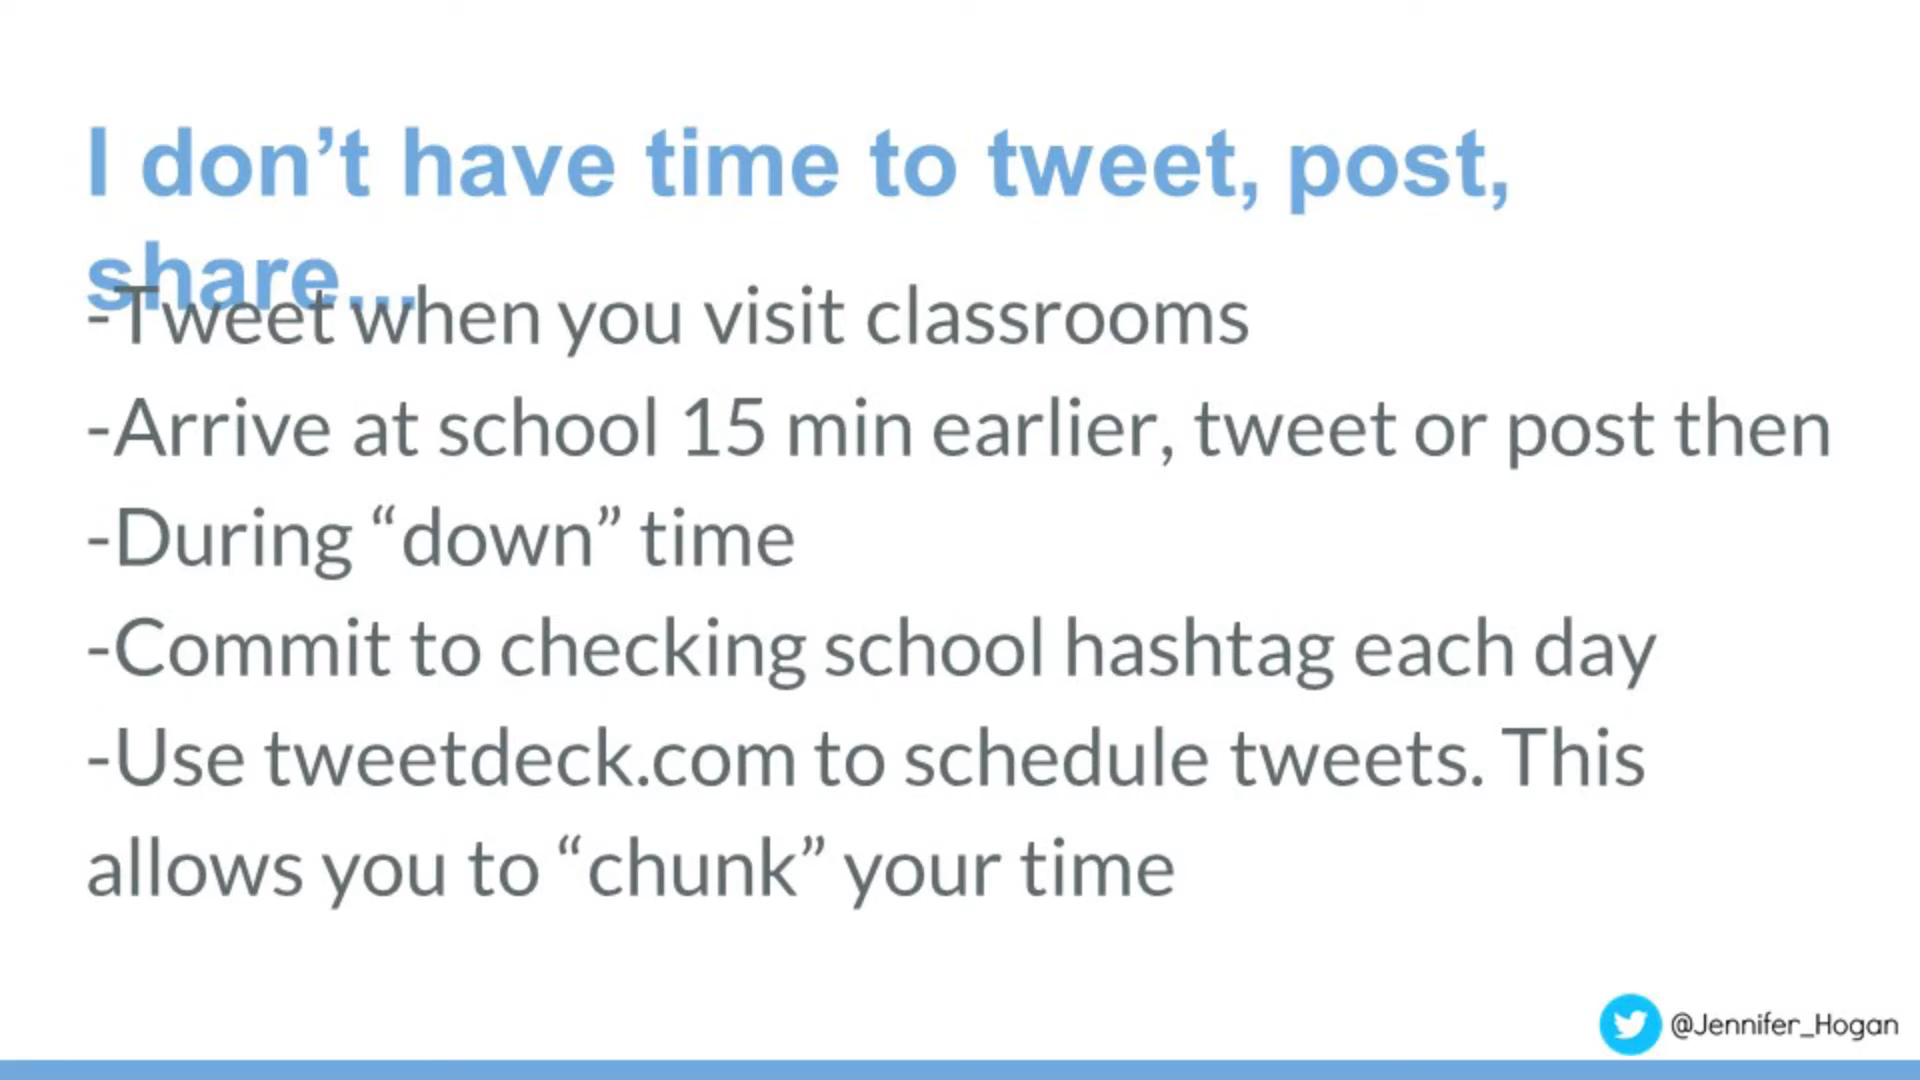 I don’t have time to tweet, post,
share...
-Tweet when you visit classrooms
-Arrive at school 15 min earlier, tweet or post then
-During “down” time
-Commit to checking school hashtag each day
-Use tweetdeck.com to schedule tweets. This
allows you to “chunk” your time
@Jennifer_Hogan